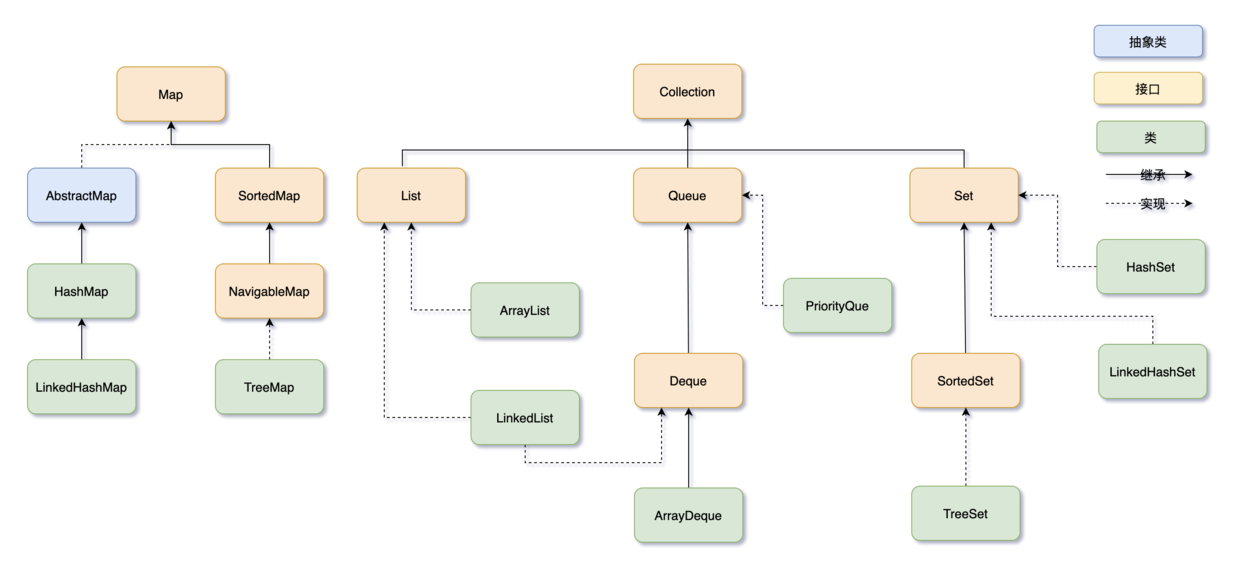 抽象类
Map
Collection
接口
类
继承
AbstractMap
SortedMap
List
Queue
Set
实现
HashMap
NavigableMap
ArrayList
PriorityQue
HashSet
LinkedHashMap
TreeMap
LinkedList
Deque
SortedSet
LinkedHashSet
ArrayDeque
TreeSet